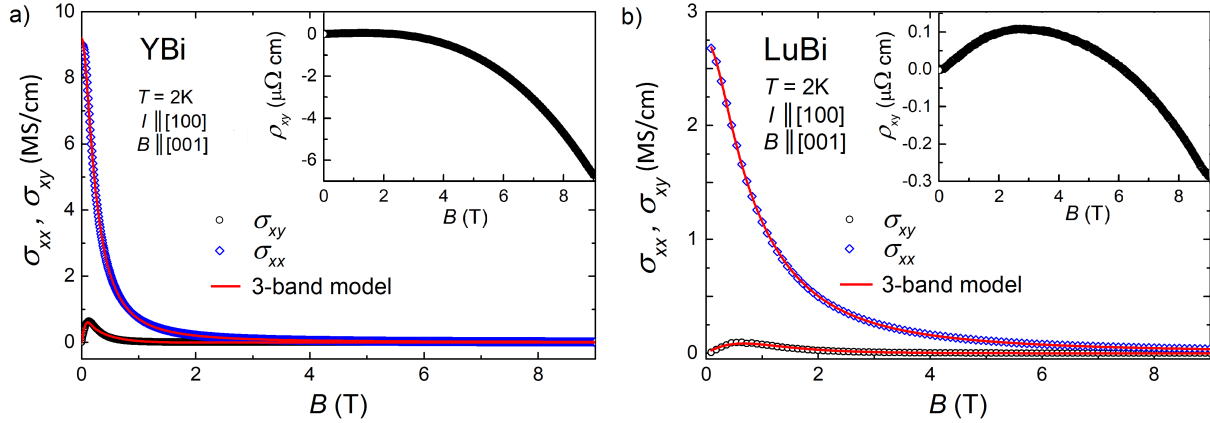 a)
YBi
T = 2K
I || [100]
B || [001]
σxy
σxx
3-band model
σxx , σxy (MS/cm)
10
8
6
4
2
0
0 2 4 6 8
B (T)
ρxy (μΩ cm)
0
-2
-4
-6
0 2 4 6 8
B (T)
b)
LuBi
T = 2K
I || [100]
B || [001]
σxy
σxx
3-band model
σxx , σxy (MS/cm)
3
2
1
0
0 2 4 6 8
B (T)
ρxy (μΩ cm)
0.1
0.0
-0.1
-0.2
-0.3
0 2 4 6 8
B (T)